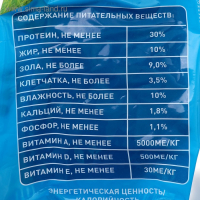 СОДЕРЖАНИЕ ПИТАТЕЛЬНЫХ ВЕЩЕСТВ:
ПРОТЕИН, НЕ МЕНЕЕ 30%
ЖИР, НЕ МЕНЕЕ 10%
ЗОЛА, НЕ БОЛЕЕ 9,0%
КЛЕТЧАТКА, НЕ БОЛЕЕ 3,5%
ВЛАЖНОСТЬ, НЕ БОЛЕЕ 10%
КАЛЬЦИЙ, НЕ МЕНЕЕ 1,8%
ФОСФОР, НЕ МЕНЕЕ 1,1%
ВИТАМИН А, НЕ МЕНЕЕ 5000МЕ/КГ
ВИТАМИН D, НЕ МЕНЕЕ 500МЕ/КГ
ВИТАМИН Е, НЕ МЕНЕЕ 30МЕ/КГ
ЭНЕРГЕТИЧЕСКАЯ ЦЕННОСТЬ/
КАЛОРИЙНОСТЬ